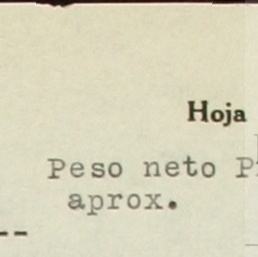 Hoja
Peso neto
aprox.
--